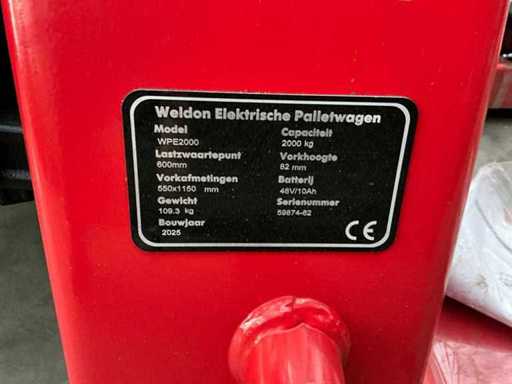 Weldon Elektrische Palletwagen
Model Capaciteit
WPE2000 2000 kg
Lastzwaartepunt Vorkhoogte
600mm 82 mm
Vorkafmetingen Batterij
550x1150 mm 48V/10Ah
Gewicht Serienummer
109.3 kg 59874-62
Bouwjaar
2025
CE